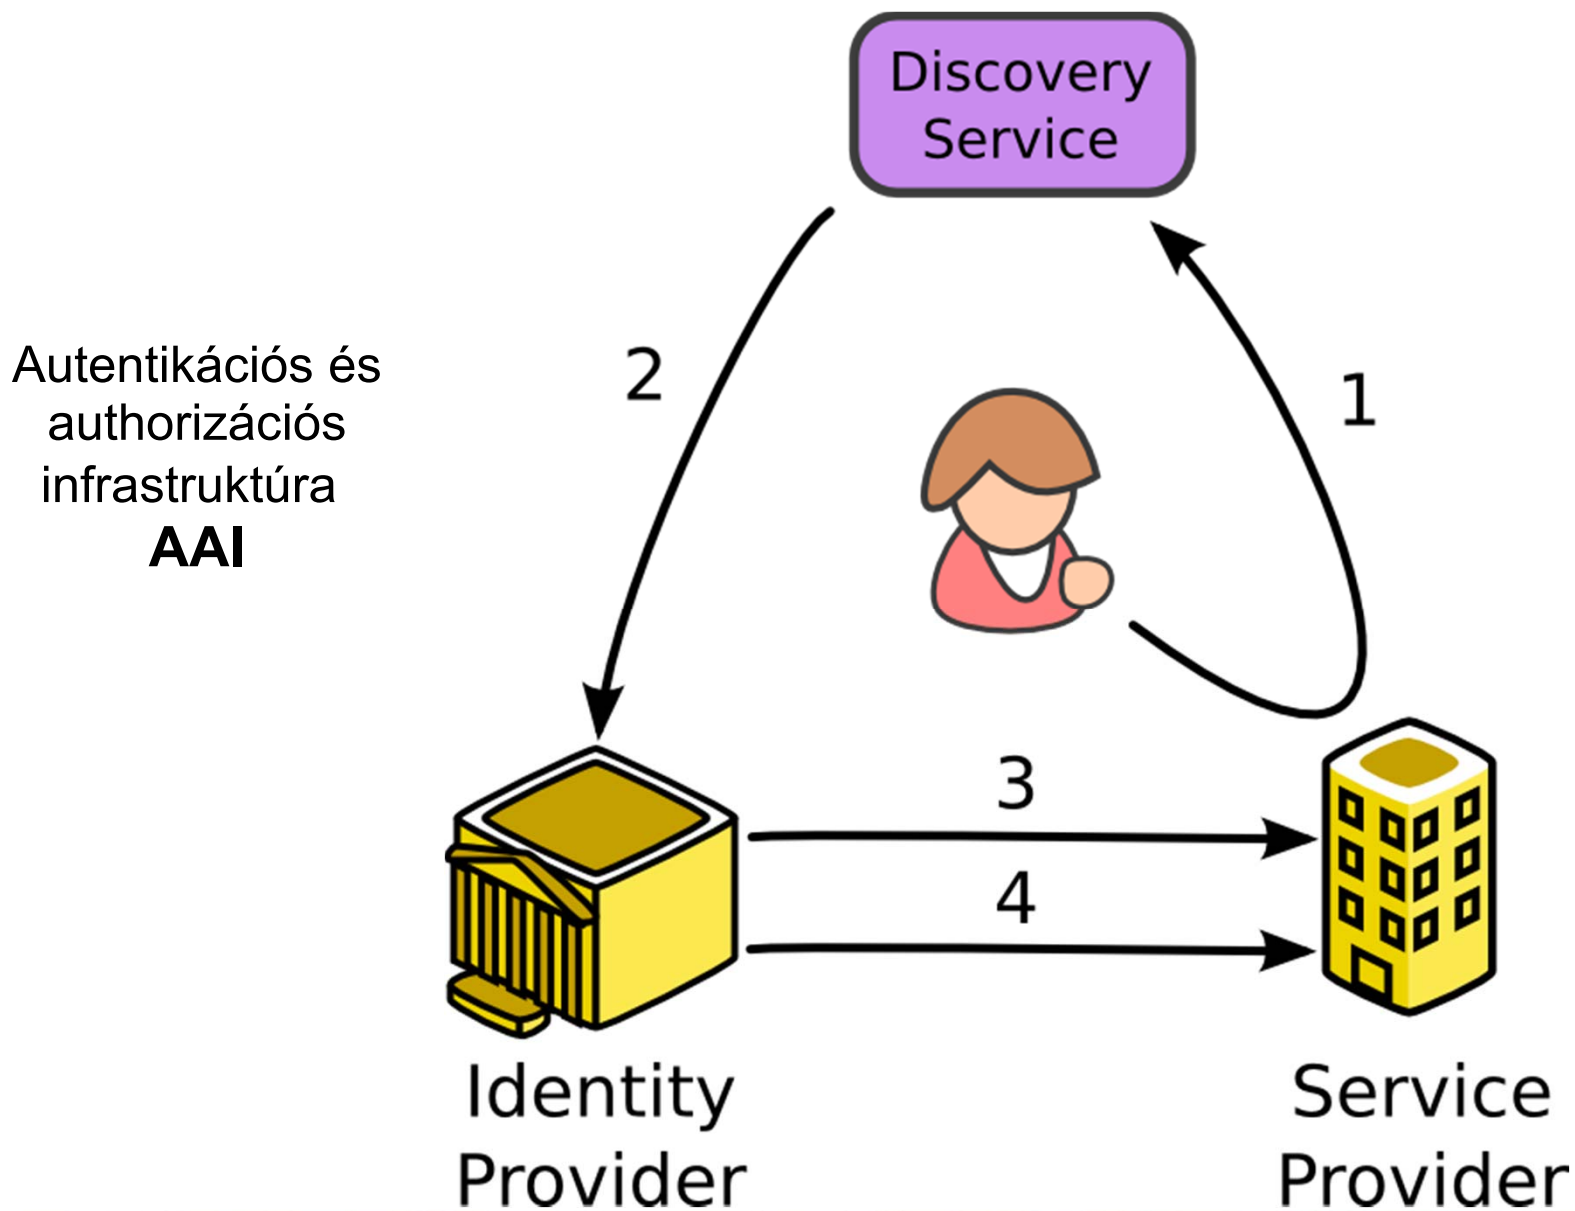 Discovery
Service
Autentikációs és
authorizációs
infrastruktúra
AAI
2
1
3
4
Identity
Provider
Service
Provider